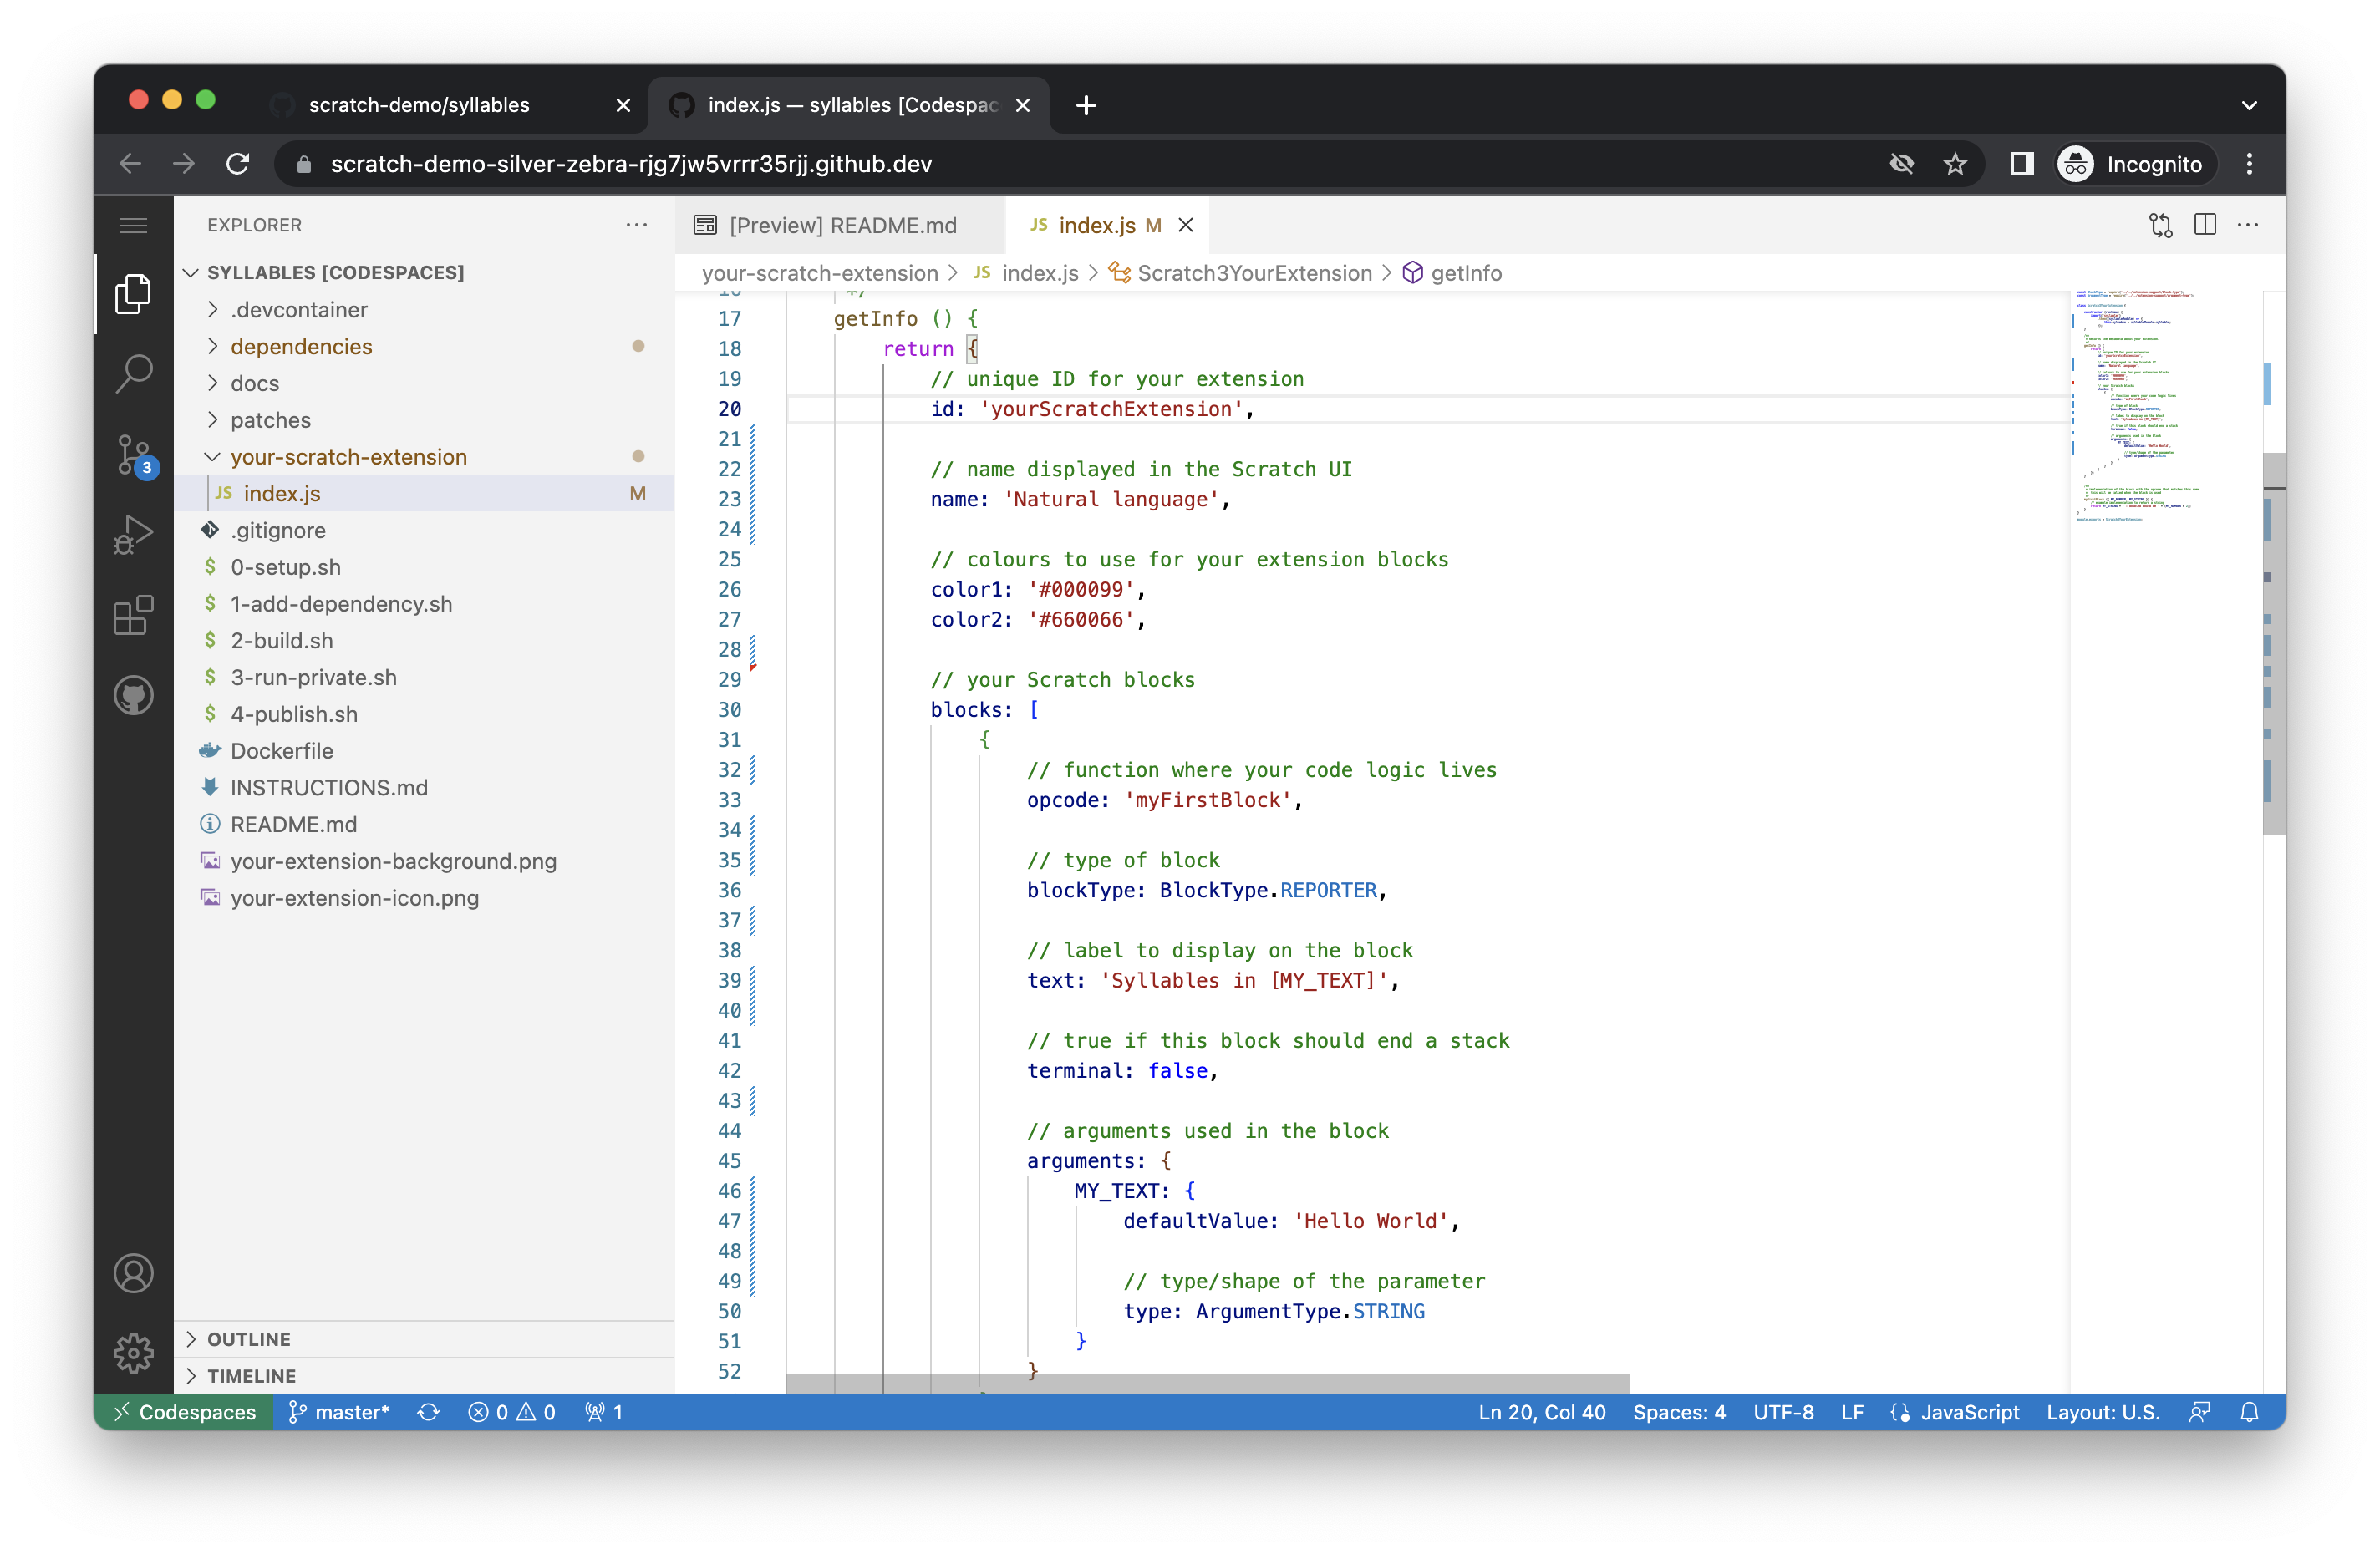 scratch-demo/syllables
index.js — syllables [Codespac
scratch-demo-silver-zebra-rjg7jw5vrrr35rjj.github.dev
Incognito
EXPLORER
SYLLABLES [CODESPACES]
.devcontainer
dependencies
docs
patches
your-scratch-extension
JS index.js M
.gitignore
$ 0-setup.sh
$ 1-add-dependency.sh
$ 2-build.sh
$ 3-run-private.sh
$ 4-publish.sh
Dockerfile
INSTRUCTIONS.md
README.md
your-extension-background.png
your-extension-icon.png
OUTLINE
TIMELINE
3
[Preview] README.md
JS index.js M
your-scratch-extension > JS index.js > Scratch3YourExtension > getInfo
16 */
17 getInfo () {
18 return {
19 // unique ID for your extension
20 id: 'yourScratchExtension',
21
22 // name displayed in the Scratch UI
23 name: 'Natural language',
24
25 // colours to use for your extension blocks
26 color1: '#000099',
27 color2: '#660066',
28
29 // your Scratch blocks
30 blocks: [
31 {
32 // function where your code logic lives
33 opcode: 'myFirstBlock',
34
35 // type of block
36 blockType: BlockType.REPORTER,
37
38 // label to display on the block
39 text: 'Syllables in [MY_TEXT]',
40
41 // true if this block should end a stack
42 terminal: false,
43
44 // arguments used in the block
45 arguments: {
46 MY_TEXT: {
47 defaultValue: 'Hello World',
48
49 // type/shape of the parameter
50 type: ArgumentType.STRING
51 }
52 }
Codespaces master* 0 0 1 Ln 20, Col 40 Spaces: 4 UTF-8 LF JavaScript Layout: U.S.